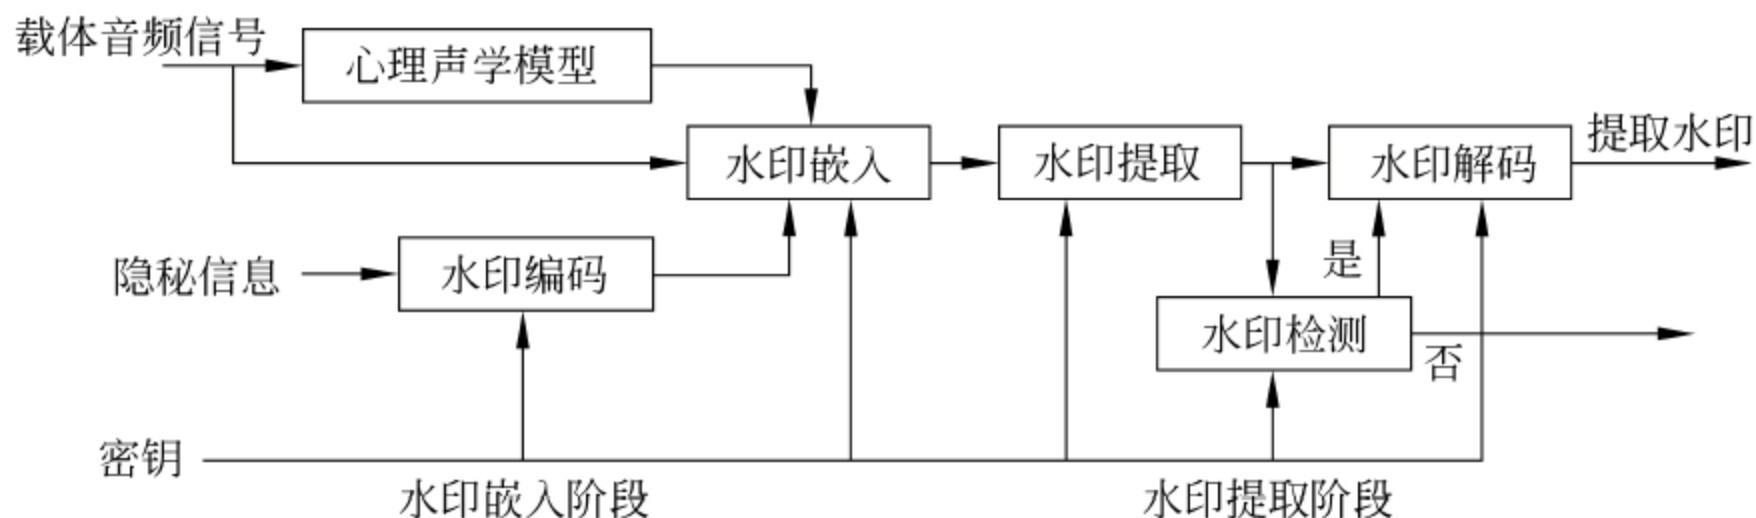 载体音频信号
心理声学模型
水印嵌入
水印提取
水印解码
提取水印
隐秘信息
水印编码
是
水印检测
否
密钥
水印嵌入阶段
水印提取阶段